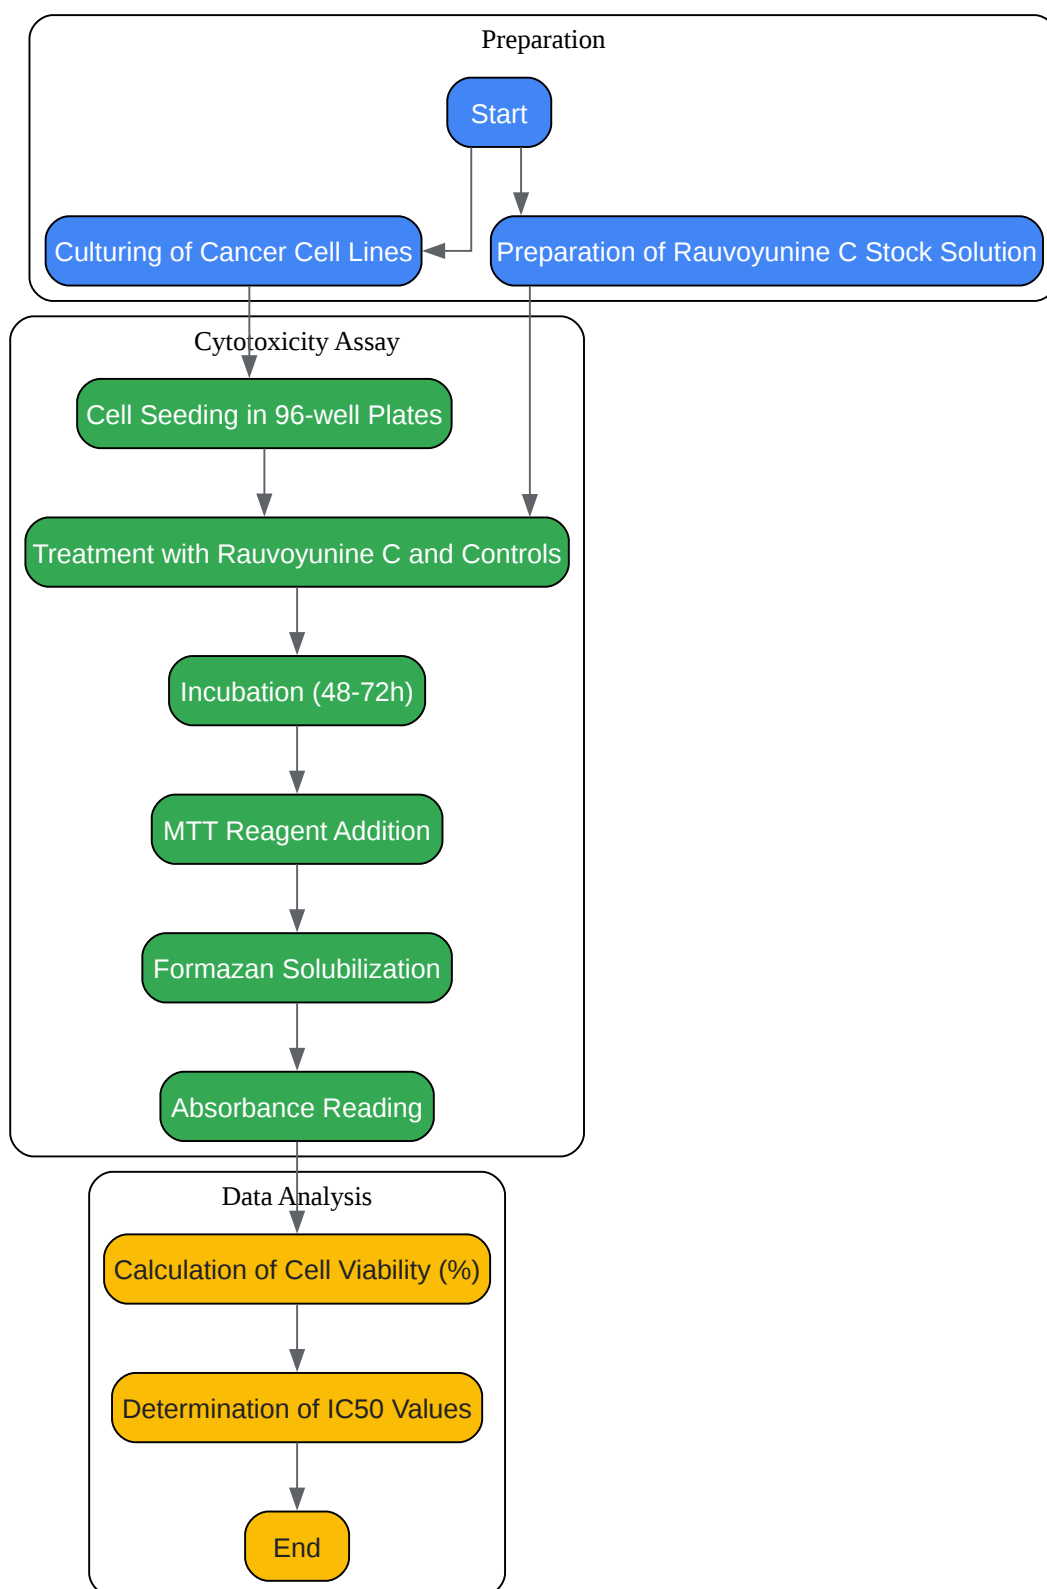 Preparation
Start
Culturing of Cancer Cell Lines
Preparation of Rauvoyunine C Stock Solution
Cytotoxicity Assay
Cell Seeding in 96-well Plates
Treatment with Rauvoyunine C and Controls
Incubation (48-72h)
MTT Reagent Addition
Formazan Solubilization
Absorbance Reading
Data Analysis
Calculation of Cell Viability (%)
Determination of IC50 Values
End